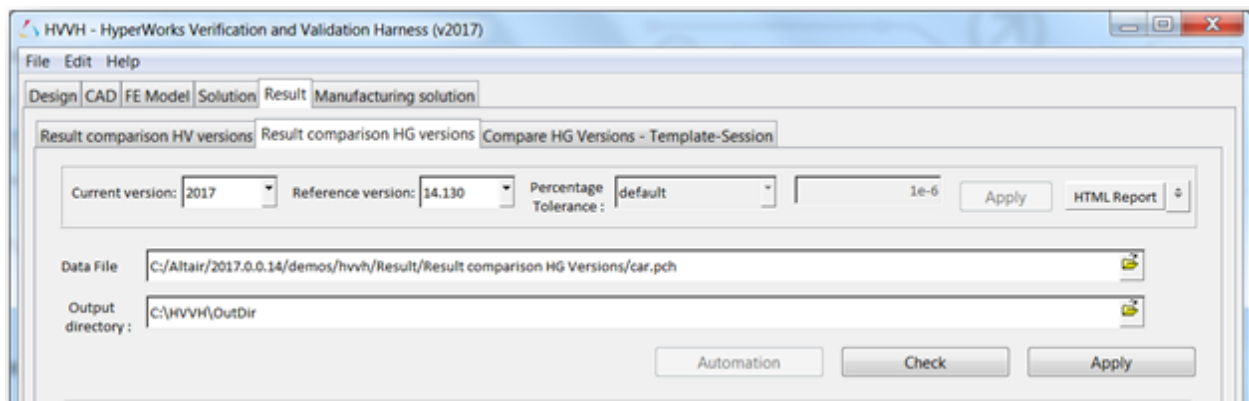 HVVH - HyperWorks Verification and Validation Harness (v2017)
File Edit Help
Design CAD FE Model Solution Result Manufacturing solution
Result comparison HV versions Result comparison HG versions Compare HG Versions - Template-Session
Current version: 2017 Reference version: 14.130 Percentage Tolerance : default 1e-6 Apply HTML Report
Data File C:/Altair/2017.0.0.14/demos/hvvh/Result/Result comparison HG Versions/car.pch
Output directory : C:\HVVH\OutDir
Automation Check Apply